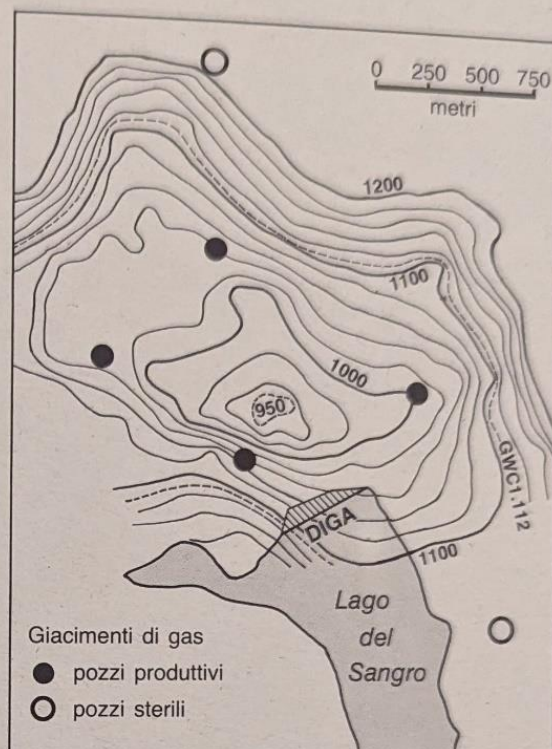 0 250 500 750
metri
1200
1100
1000
950
GWC1.112
DIGA
1100
Lago
del
Sangro
Giacimenti di gas
pozzi produttivi
pozzi sterili